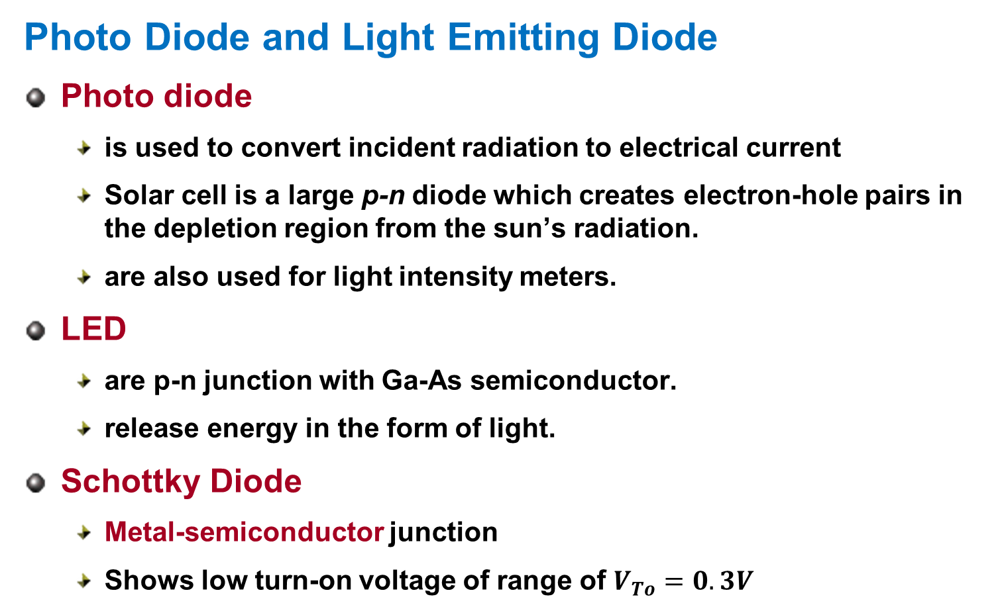 Photo Diode and Light Emitting Diode
Photo diode
is used to convert incident radiation to electrical current
Solar cell is a large p-n diode which creates electron-hole pairs in
the depletion region from the sun’s radiation.
are also used for light intensity meters.
LED
are p-n junction with Ga-As semiconductor.
release energy in the form of light.
Schottky Diode
Metal-semiconductor junction
Shows low turn-on voltage of range of V_To = 0.3V